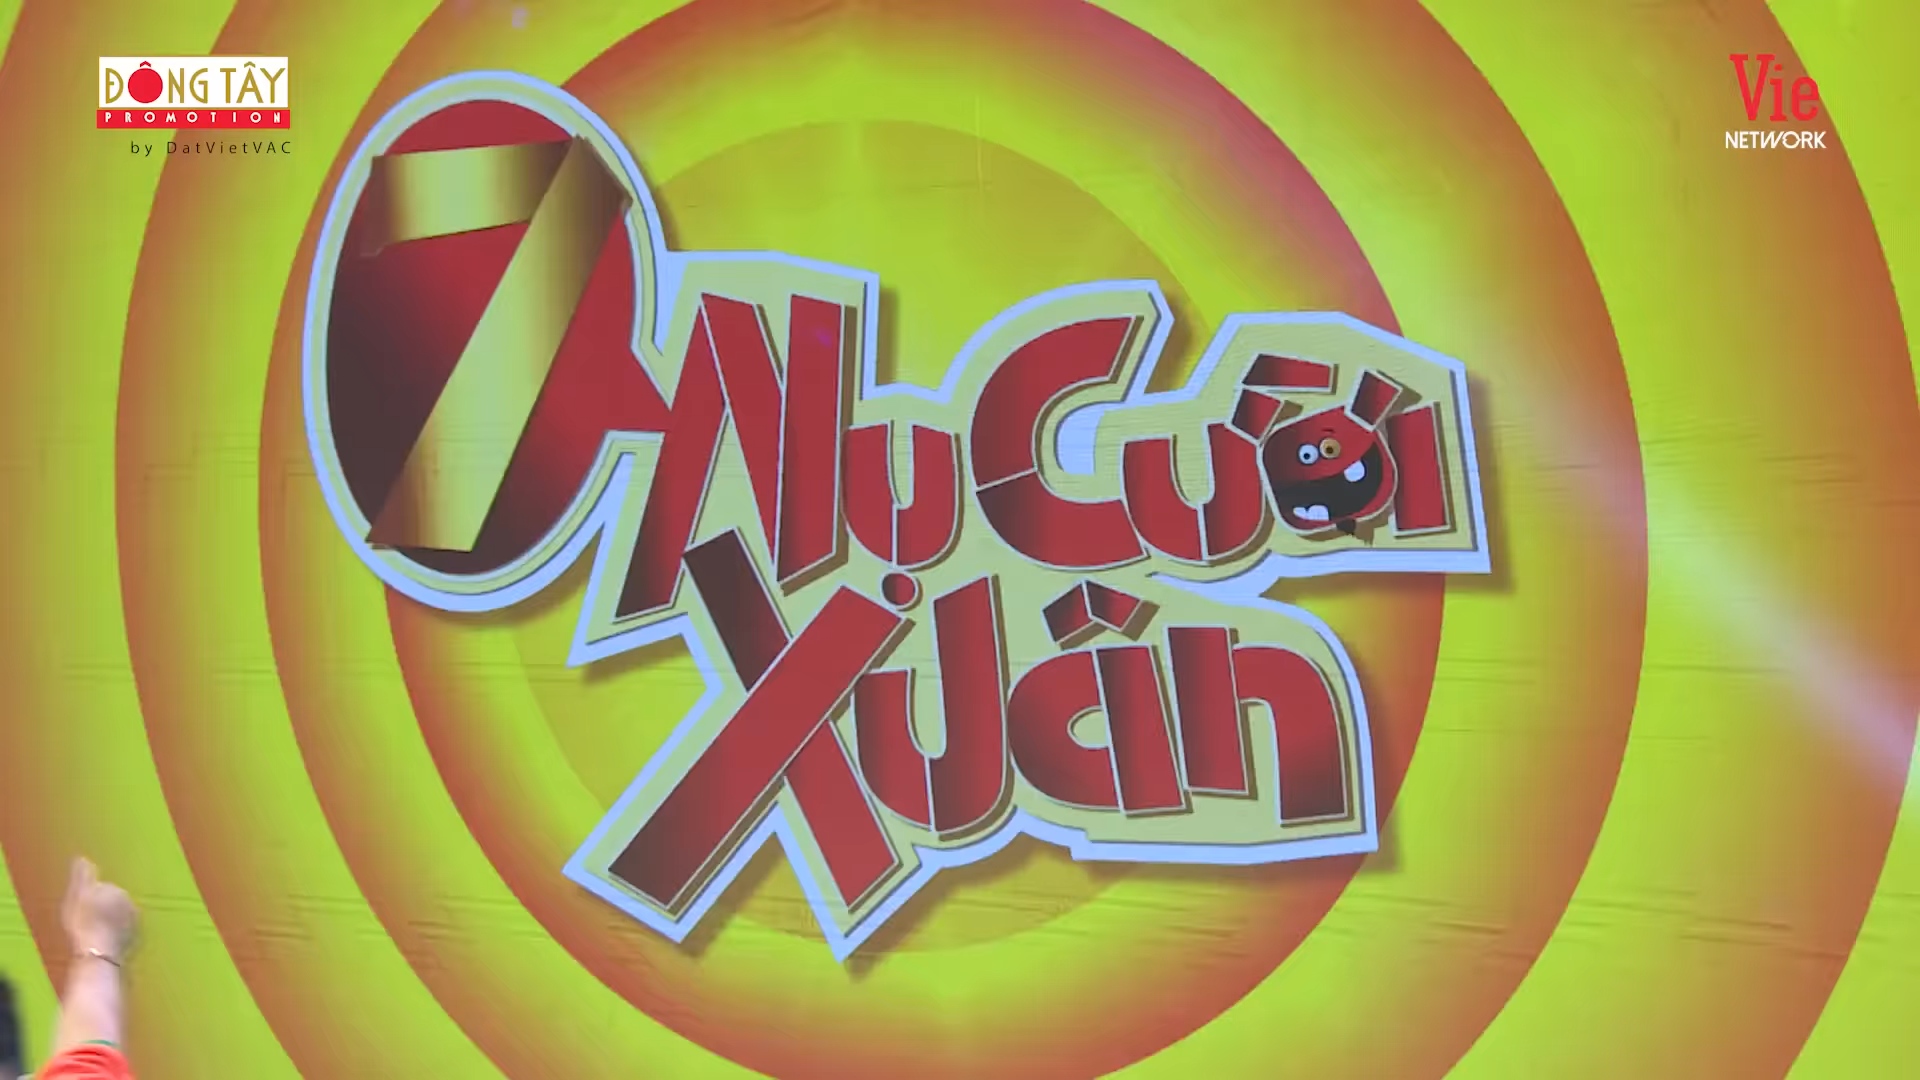 ĐÔNG TÂY
PROMOTION
by DatVietVAC
Vie
NETWORK
7 Nụ Cười
Xuân